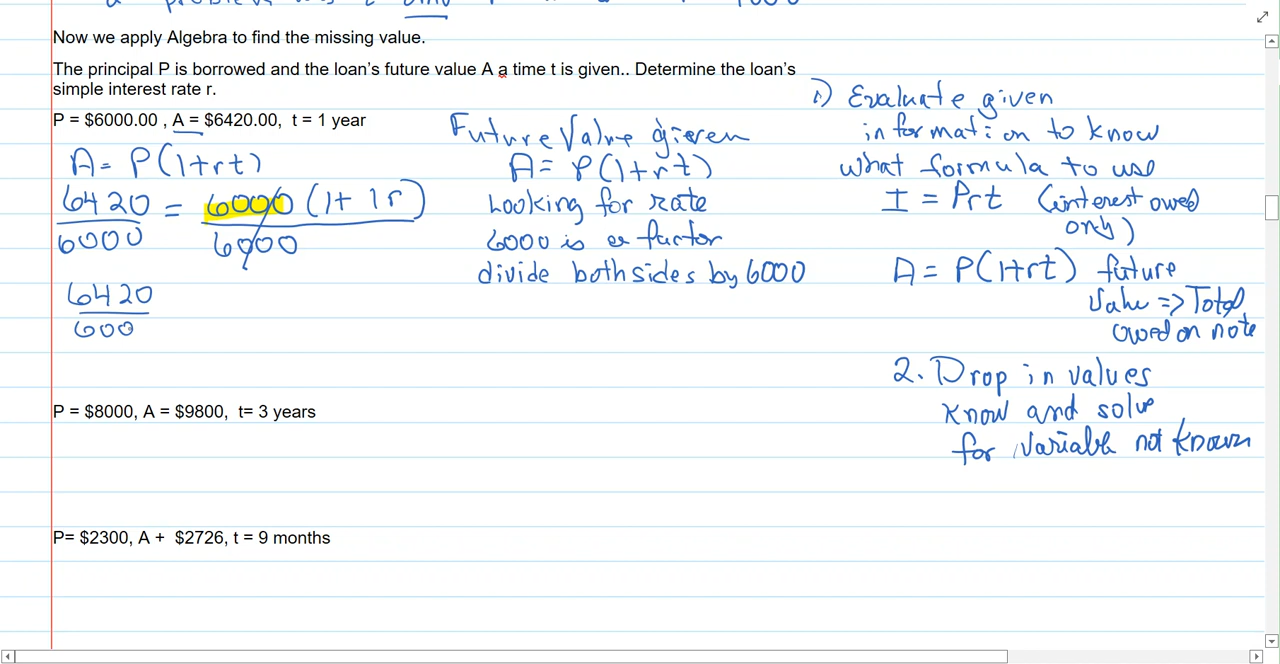 Now we apply Algebra to find the missing value.
The principal P is borrowed and the loan's future value A a time t is given.. Determine the loan's
simple interest rate r.
P = $6000.00 , A = $6420.00, t = 1 year
A = P(1+rt)
6420 = 6000 (1+ 1r)
6000 6000
6420
600
Future Value given
A = P(1+rt)
Looking for rate
6000 is a factor
divide both sides by 6000
1) Evaluate given
information to know
what formula to use
I = Prt (interest owed
only)
A = P(1+rt) future
Value => Total
owed on note
2. Drop in values
know and solve
for variable not known
P = $8000, A = $9800, t= 3 years
P= $2300, A + $2726, t = 9 months